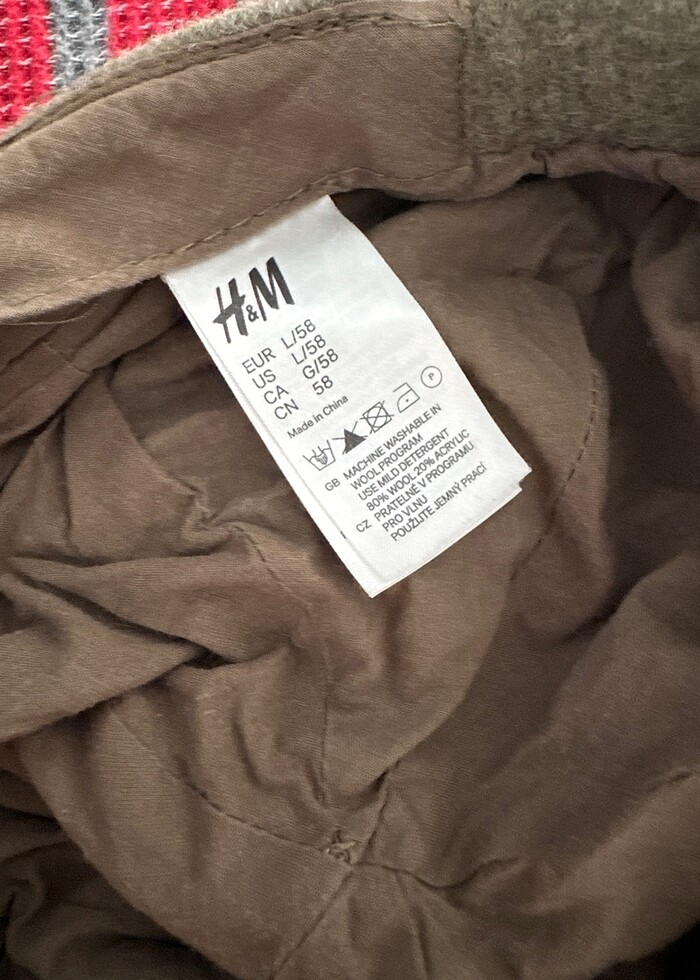 H&M
EUR L/58
US L/58
CA G/58
CN 58
Made in China
P
GB MACHINE WASHABLE IN
WOOL PROGRAM
USE MILD DETERGENT
80% WOOL 20% ACRYLIC
CZ PRATELNÉ V PROGRAMU
PRO VLNU
POUŽIJTE JEMNÝ PRACÍ